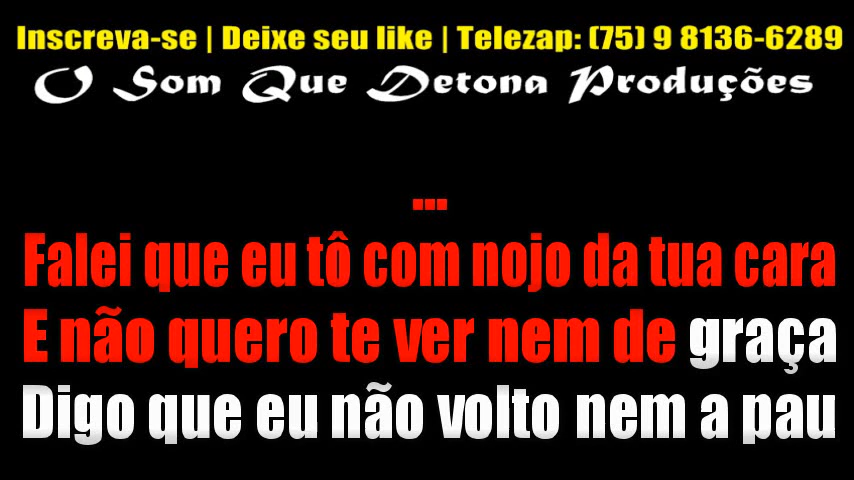 Inscreva-se | Deixe seu like | Telezap: (75) 9 8136-6289
O Som Que Detona Produções
...
Falei que eu tô com nojo da tua cara
E não quero te ver nem de graça
Digo que eu não volto nem a pau